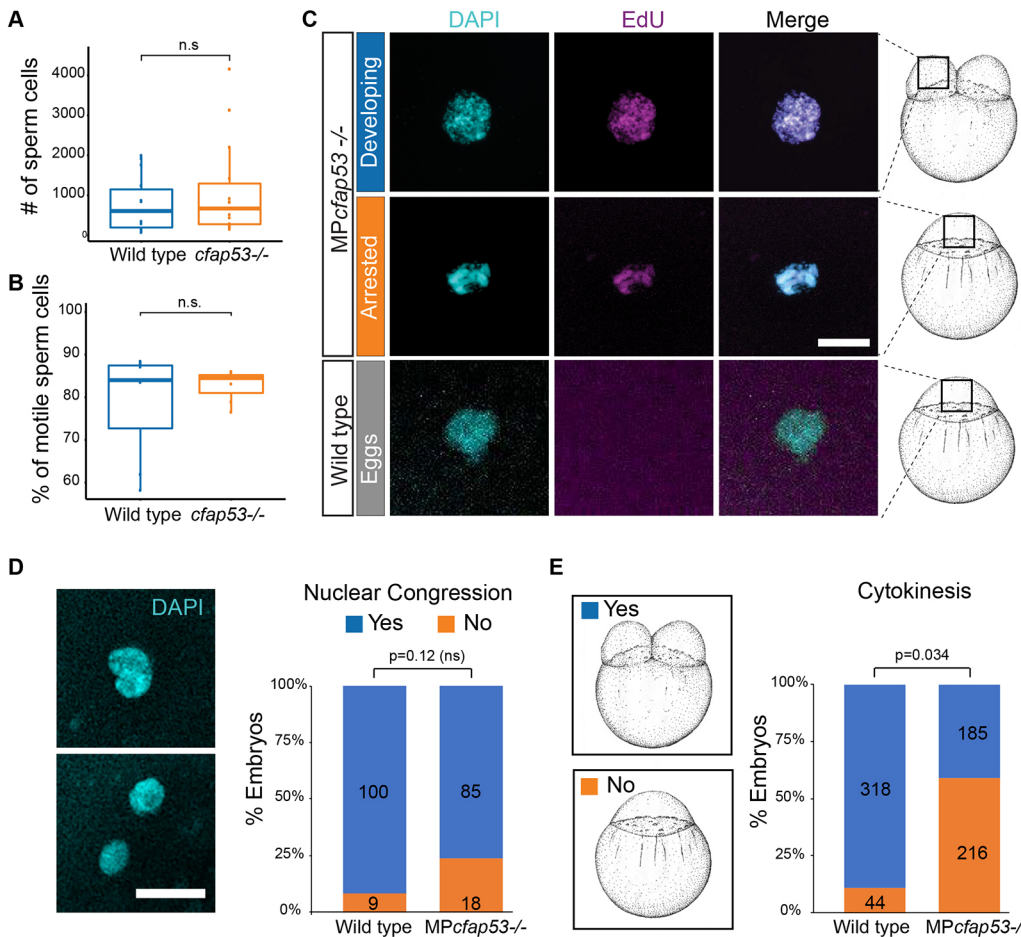 A
n.s
4000
3000
2000
1000
0
# of sperm cells
Wild type cfap53-/-
B
n.s.
100
90
80
70
60
% of motile sperm cells
Wild type cfap53-/-
C
DAPI EdU Merge
MPcfap53 -/-
Developing
Arrested
Wild type
Eggs
D
DAPI
Nuclear Congression
Yes No
p=0.12 (ns)
100%
75%
50%
25%
0%
% Embryos
100 85
9 18
Wild type MPcfap53-/-
E
Yes
No
Cytokinesis
p=0.034
100%
75%
50%
25%
0%
% Embryos
318 185
44 216
Wild type MPcfap53-/